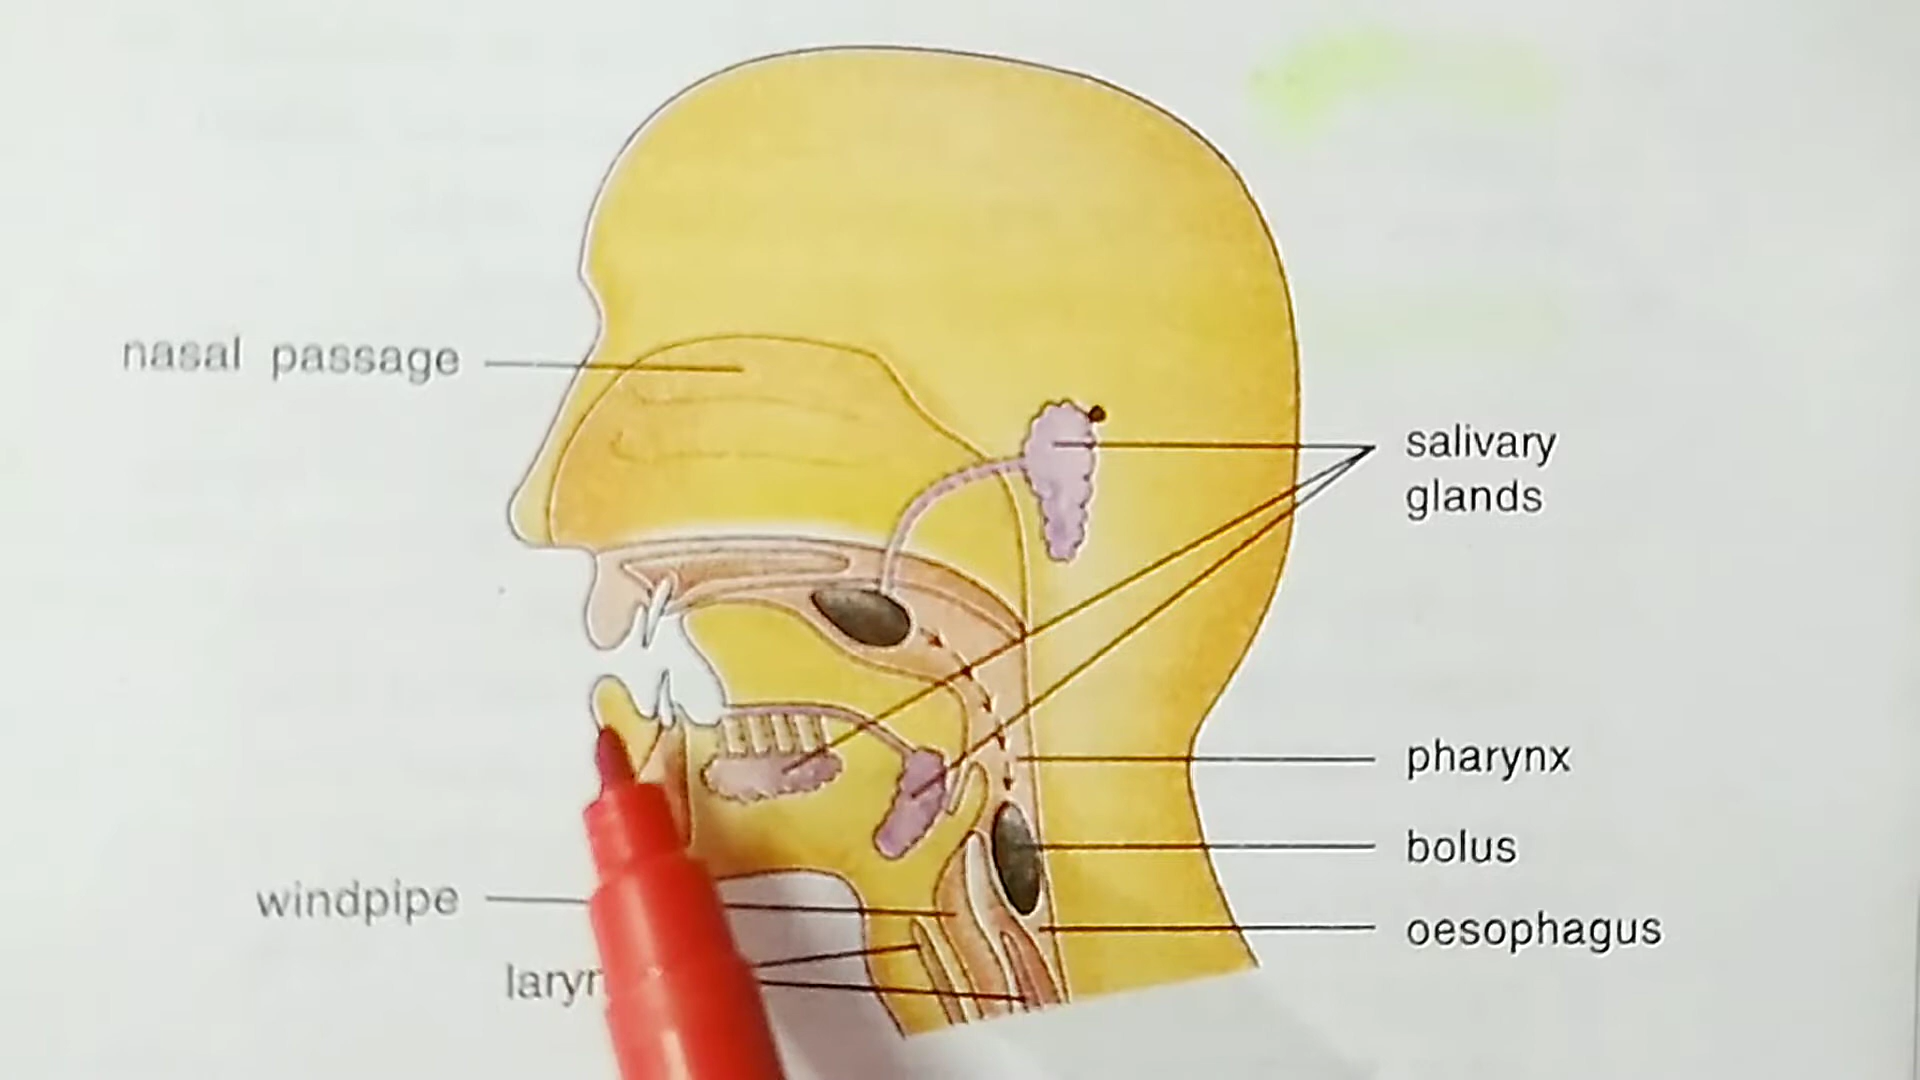 nasal passage
salivary
glands
pharynx
bolus
windpipe
oesophagus